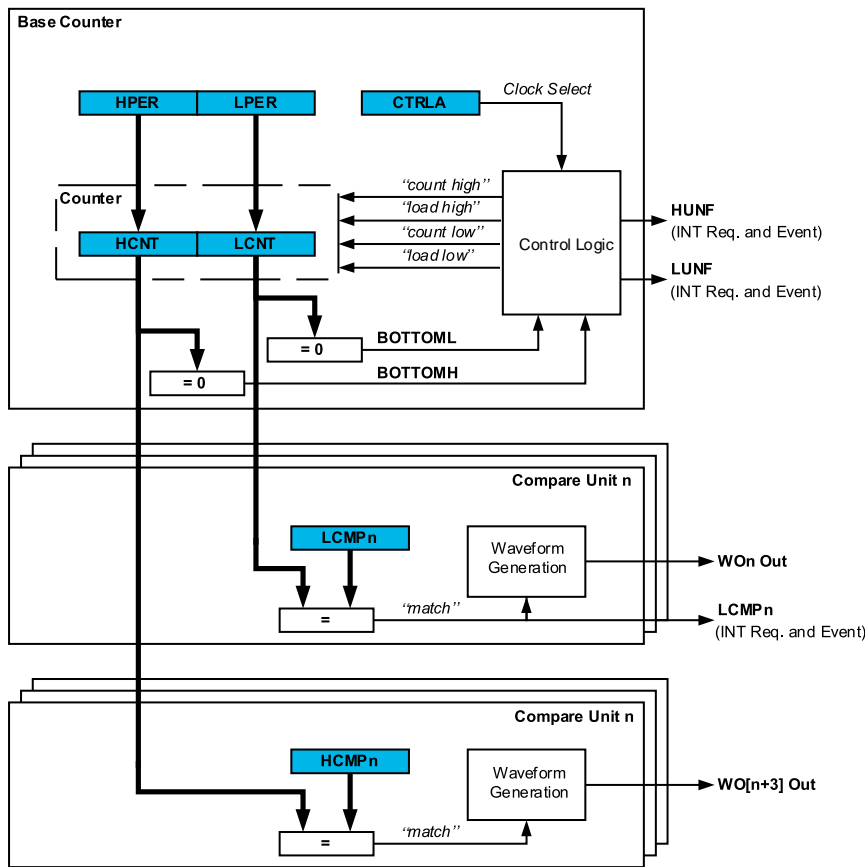 Base Counter
HPER
LPER
CTRLA
Clock Select
Counter
“count high”
“load high”
“count low”
“load low”
Control Logic
HUNF
(INT Req. and Event)
LUNF
(INT Req. and Event)
HCNT
LCNT
= 0
BOTTOML
= 0
BOTTOMH
Compare Unit n
LCMPn
Waveform
Generation
WOn Out
=
“match”
LCMPn
(INT Req. and Event)
Compare Unit n
HCMPn
Waveform
Generation
WO[n+3] Out
=
“match”